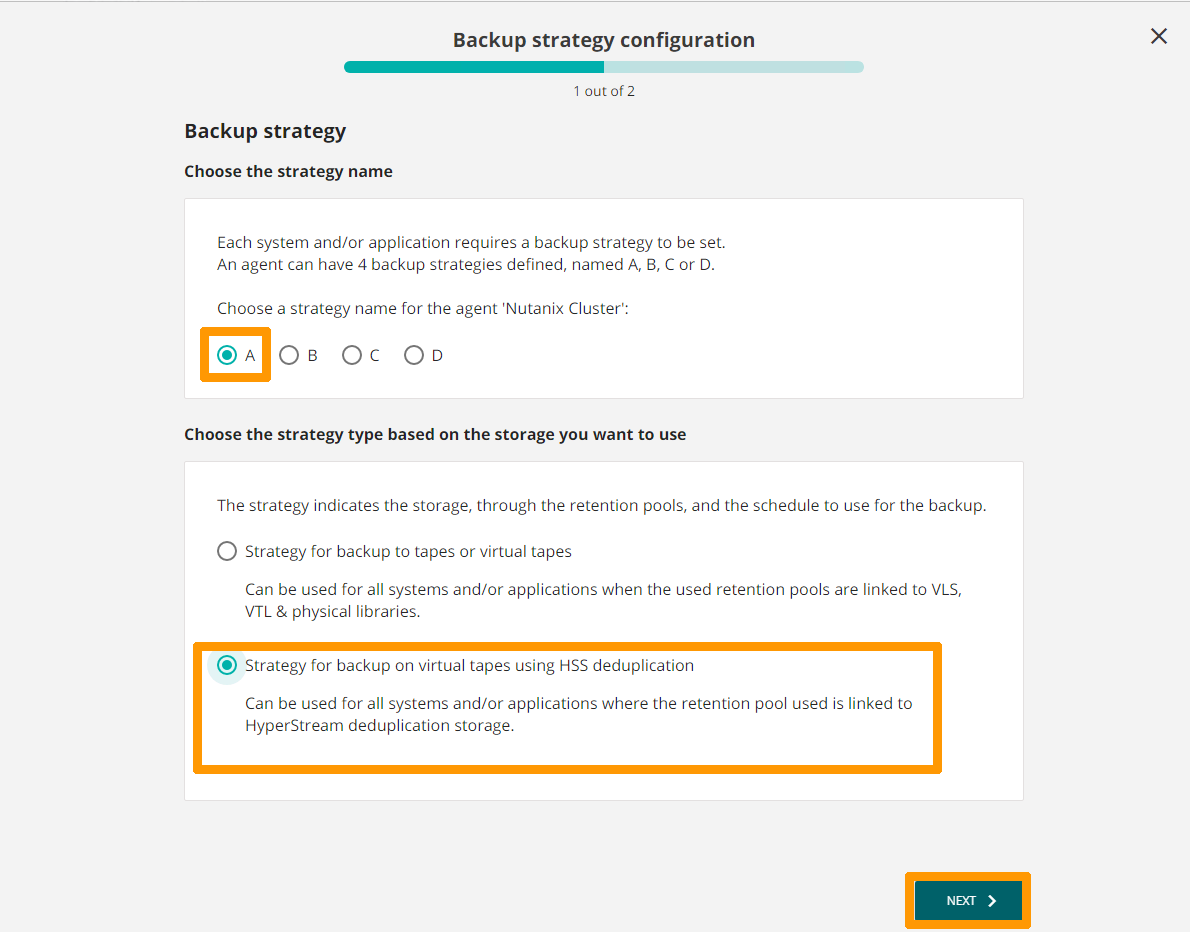 Backup strategy configuration
1 out of 2
Backup strategy
Choose the strategy name
Each system and/or application requires a backup strategy to be set.
An agent can have 4 backup strategies defined, named A, B, C or D.
Choose a strategy name for the agent 'Nutanix Cluster':
A B C D
Choose the strategy type based on the storage you want to use
The strategy indicates the storage, through the retention pools, and the schedule to use for the backup.
Strategy for backup to tapes or virtual tapes
Can be used for all systems and/or applications when the used retention pools are linked to VLS,
VTL & physical libraries.
Strategy for backup on virtual tapes using HSS deduplication
Can be used for all systems and/or applications where the retention pool used is linked to
HyperStream deduplication storage.
NEXT